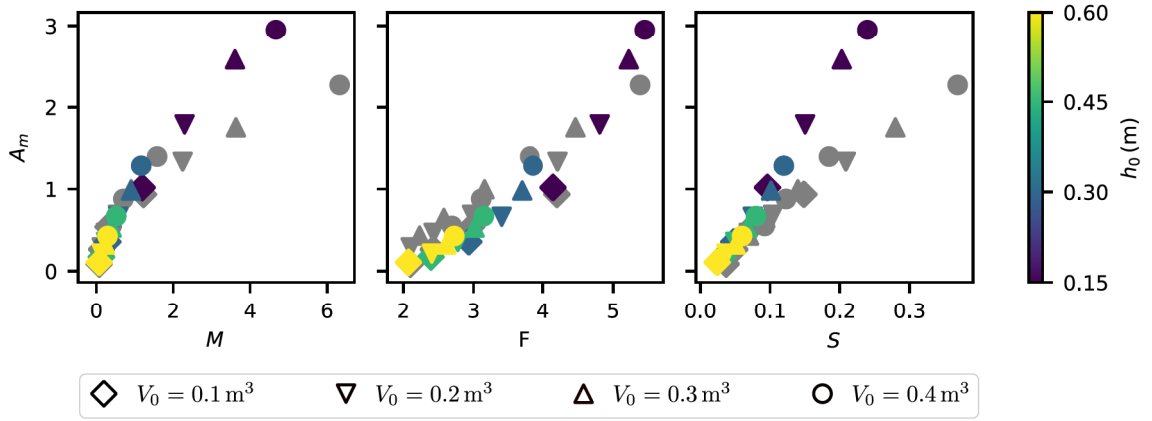 3
2
1
0
A_m
0 2 4 6
2 3 4 5
0.0 0.1 0.2 0.3
M
F
S
0.60
0.45
0.30
0.15
h_0 (m)
V_0 = 0.1 m^3
V_0 = 0.2 m^3
V_0 = 0.3 m^3
V_0 = 0.4 m^3